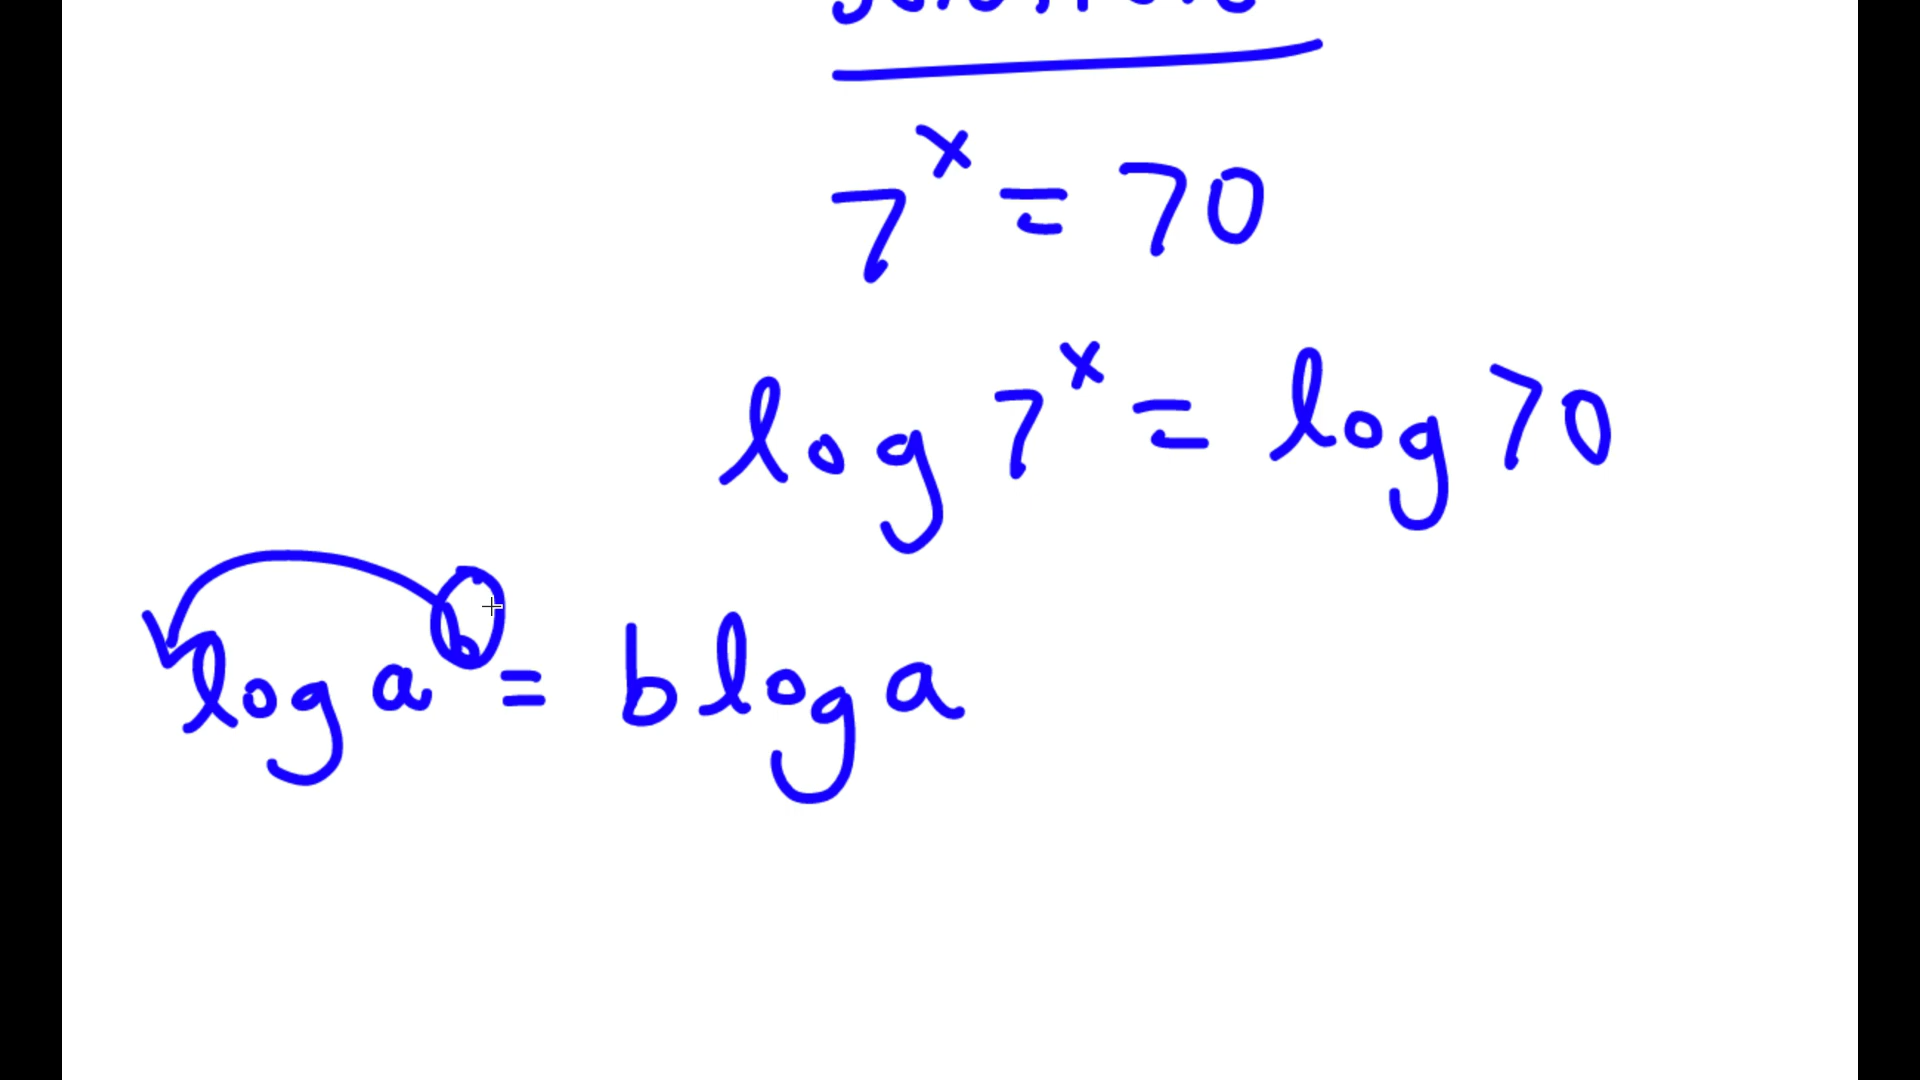 7^x = 70
log 7^x = log 70
log a^b = b log a